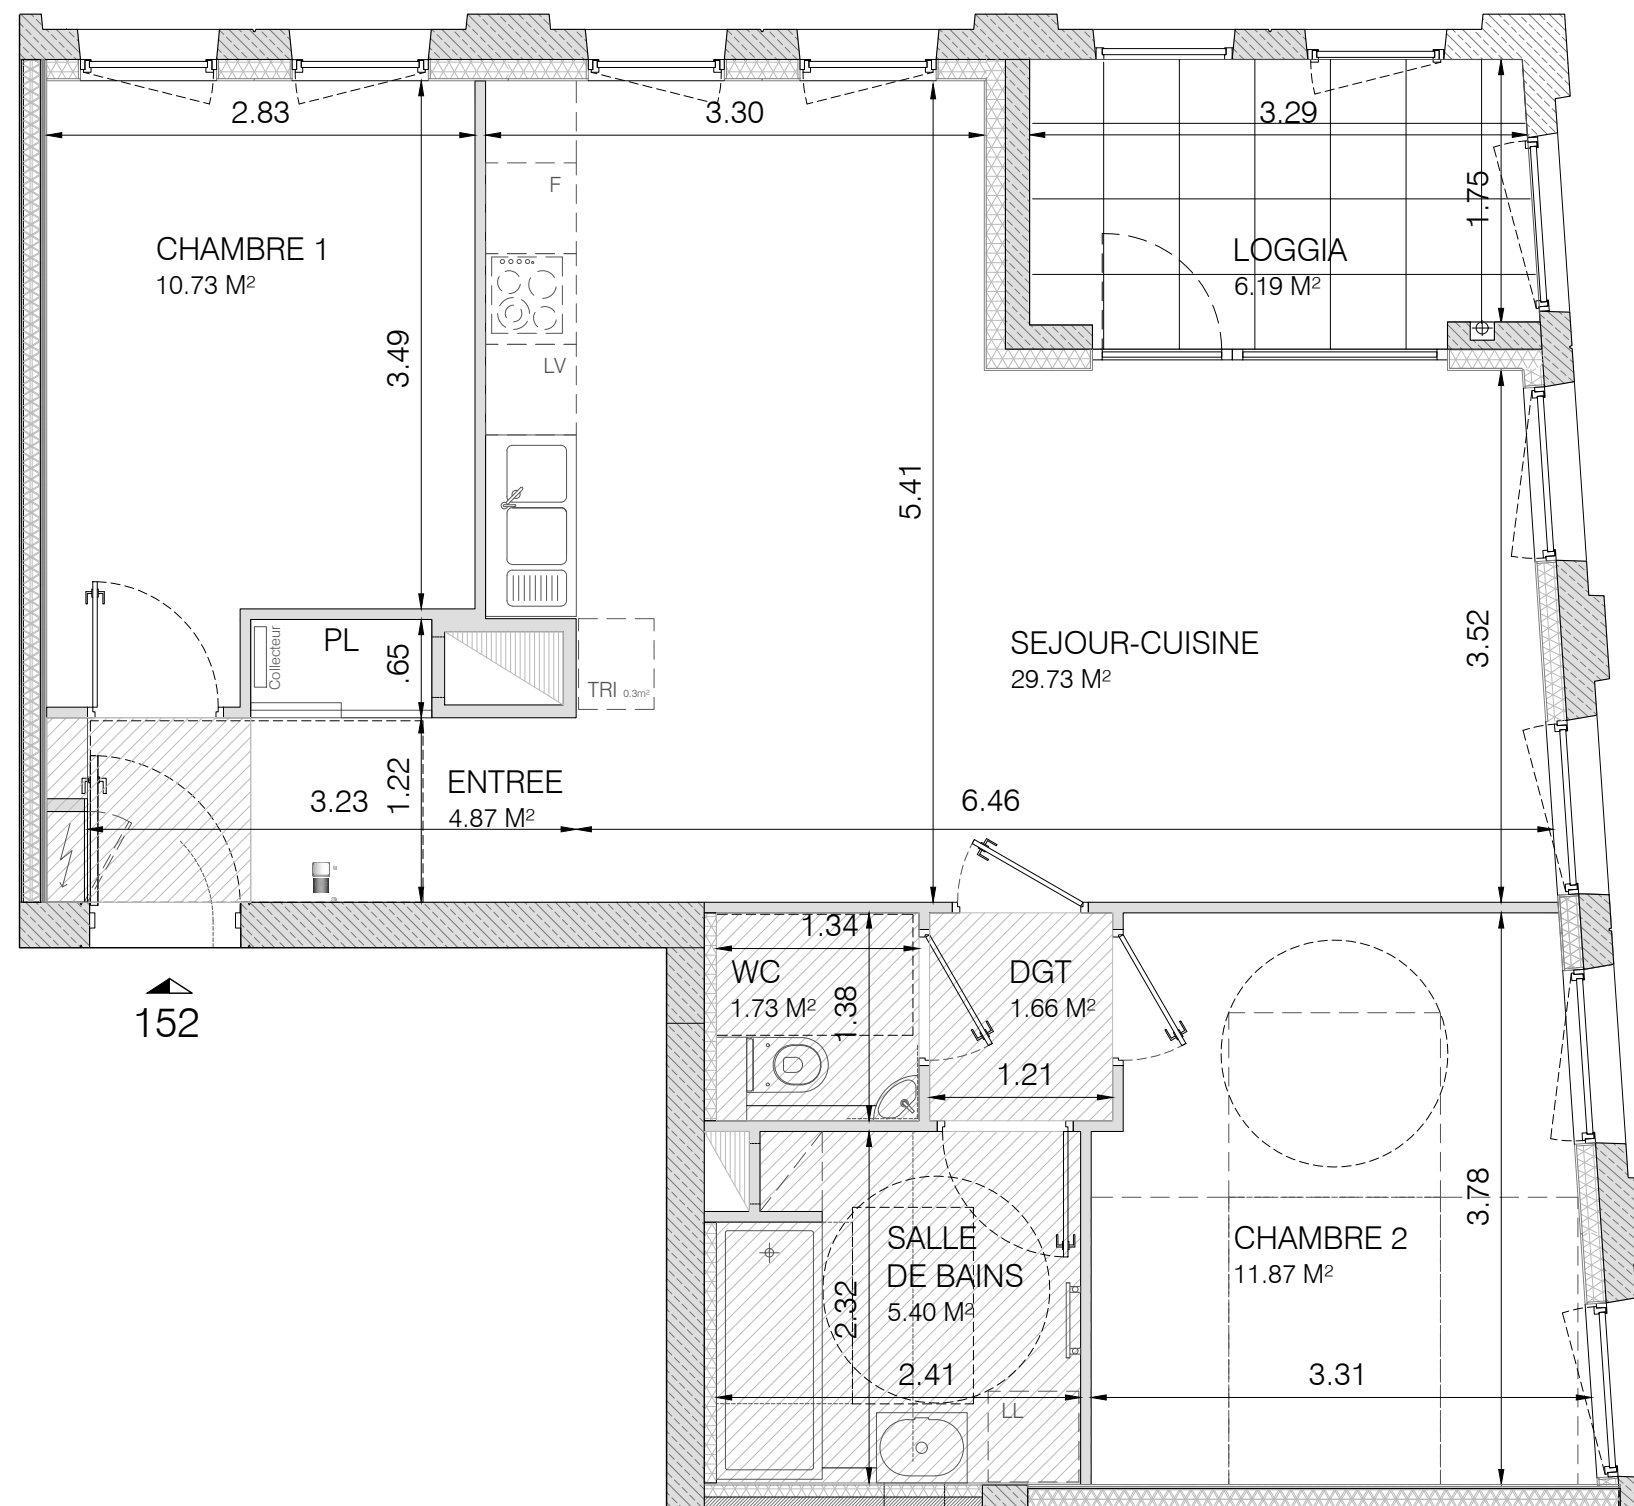 2.83
3.30
3.29
F
1.75
CHAMBRE 1
10.73 M²
LOGGIA
6.19 M²
3.49
LV
5.41
PL
Collecteur
.65
SEJOUR-CUISINE
29.73 M²
3.52
TRI 0.3m²
ENTREE
4.87 M²
3.23
1.22
6.46
1.34
WC
1.73 M²
1.38
DGT
1.66 M²
152
1.21
3.78
SALLE
DE BAINS
5.40 M²
CHAMBRE 2
11.87 M²
2.32
2.41
3.31
LL